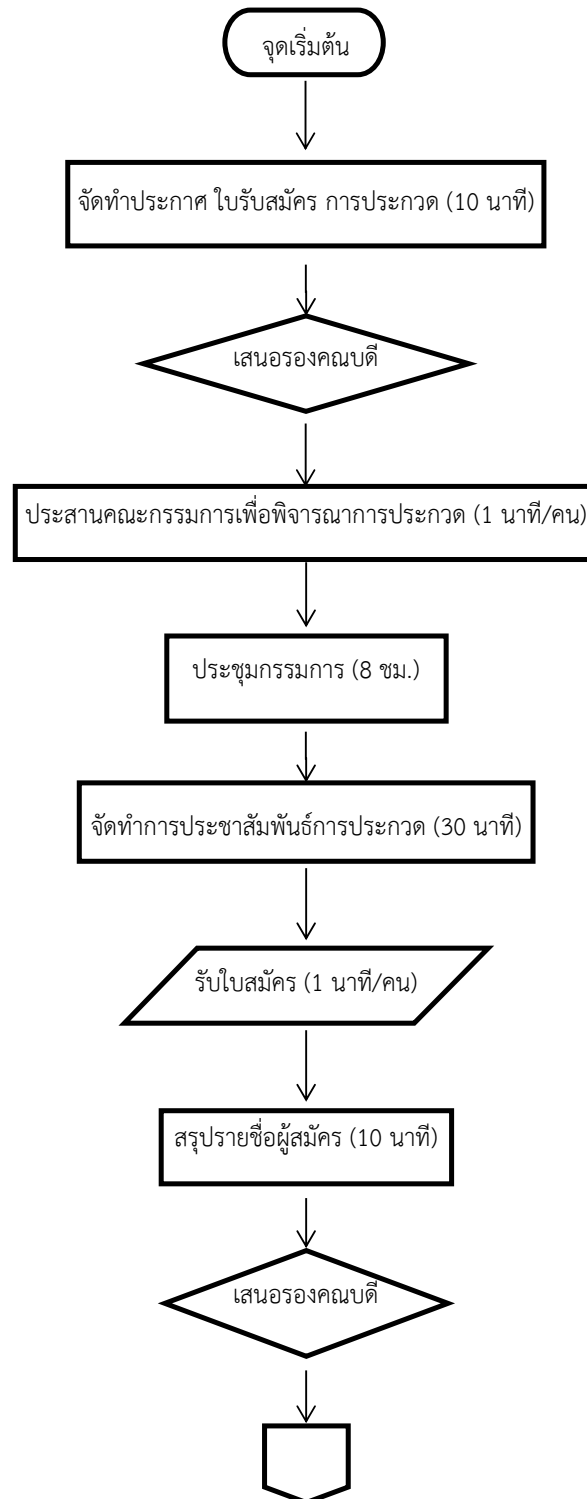 จุดเริ่มต้น
จัดทำประกาศ ใบรับสมัคร การประกวด (10 นาที)
เสนอรองคณบดี
ประสานคณะกรรมการเพื่อพิจารณาการประกวด (1 นาที/คน)
ประชุมกรรมการ (8 ชม.)
จัดทำการประชาสัมพันธ์การประกวด (30 นาที)
รับใบสมัคร (1 นาที/คน)
สรุปรายชื่อผู้สมัคร (10 นาที)
เสนอรองคณบดี